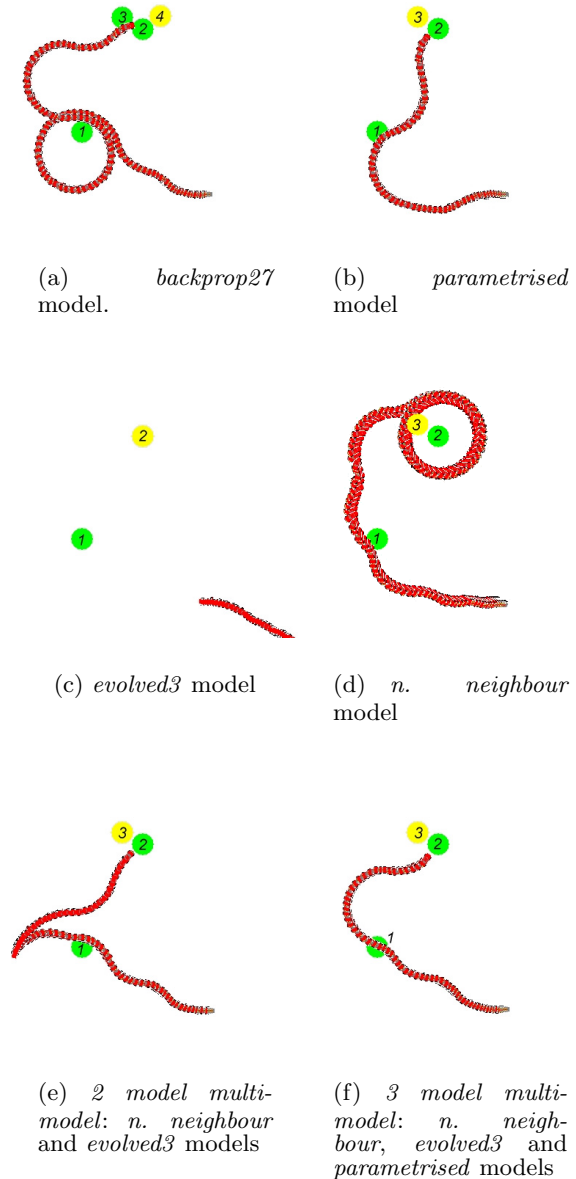 3 2 4
1
3 2
1
(a) backprop27
model.
(b) parametrised
model
2
1
3 2
1
(c) evolved3 model
(d) n. neighbour
model
3 2
1
3 2
1
(e) 2 model multi-
model: n. neighbour
and evolved3 models
(f) 3 model multi-
model: n. neigh-
bour, evolved3 and
parametrised models